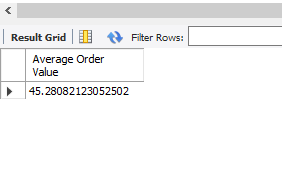 Result Grid Filter Rows:
Average Order
Value
45.28082123052502